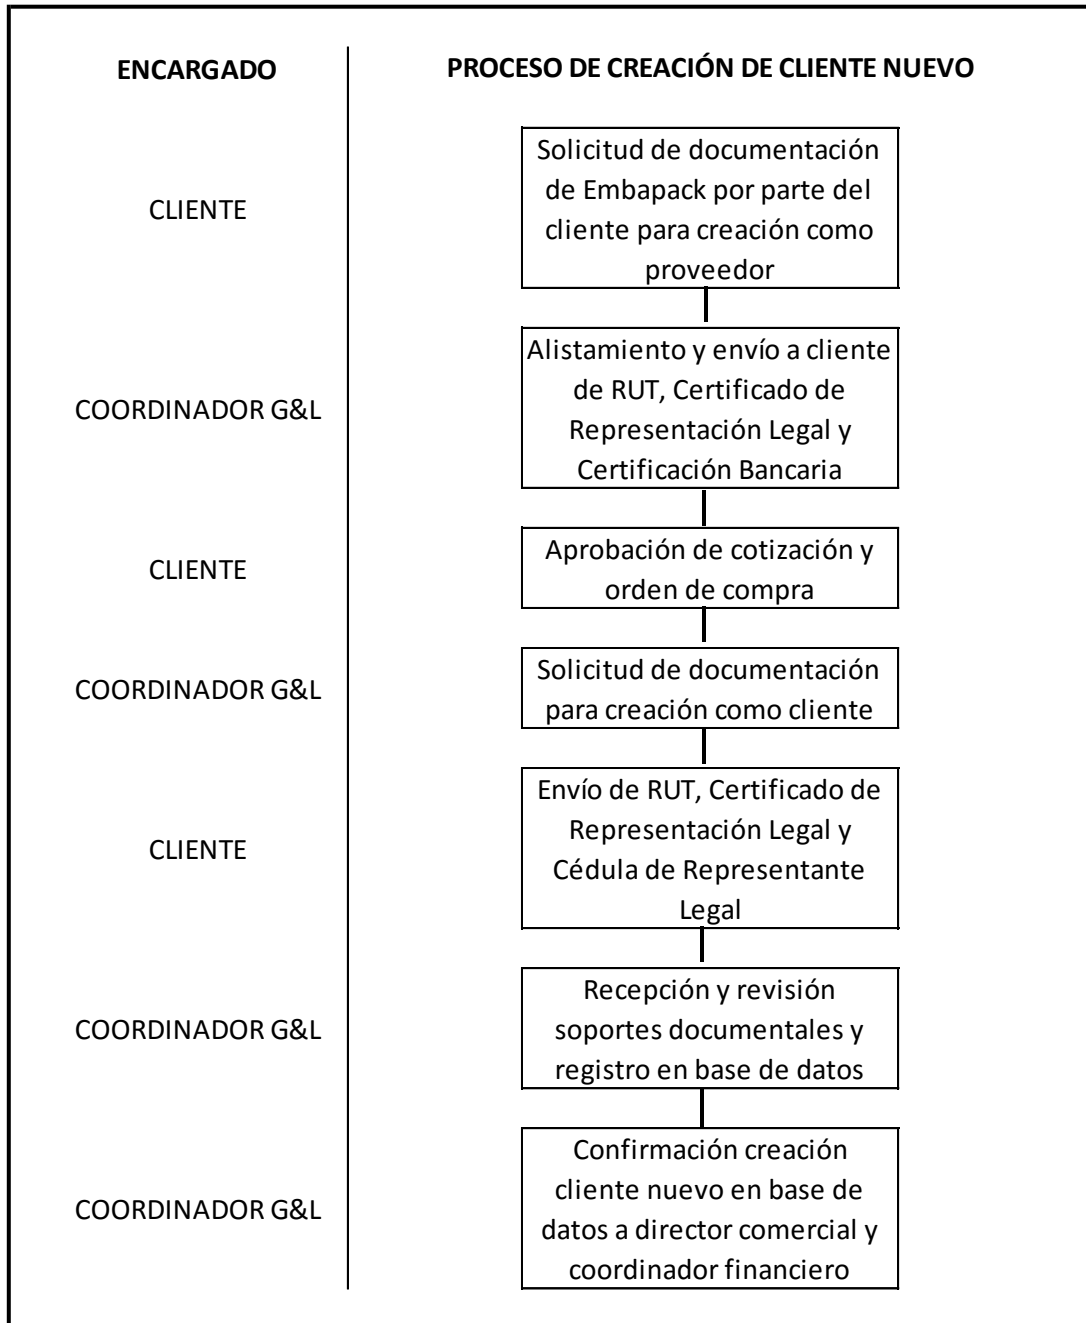 ENCARGADO
PROCESO DE CREACIÓN DE CLIENTE NUEVO
CLIENTE
Solicitud de documentación
de Embapack por parte del
cliente para creación como
proveedor
COORDINADOR G&L
Alistamiento y envío a cliente
de RUT, Certificado de
Representación Legal y
Certificación Bancaria
CLIENTE
Aprobación de cotización y
orden de compra
COORDINADOR G&L
Solicitud de documentación
para creación como cliente
CLIENTE
Envío de RUT, Certificado de
Representación Legal y
Cédula de Representante
Legal
COORDINADOR G&L
Recepción y revisión
soportes documentales y
registro en base de datos
COORDINADOR G&L
Confirmación creación
cliente nuevo en base de
datos a director comercial y
coordinador financiero